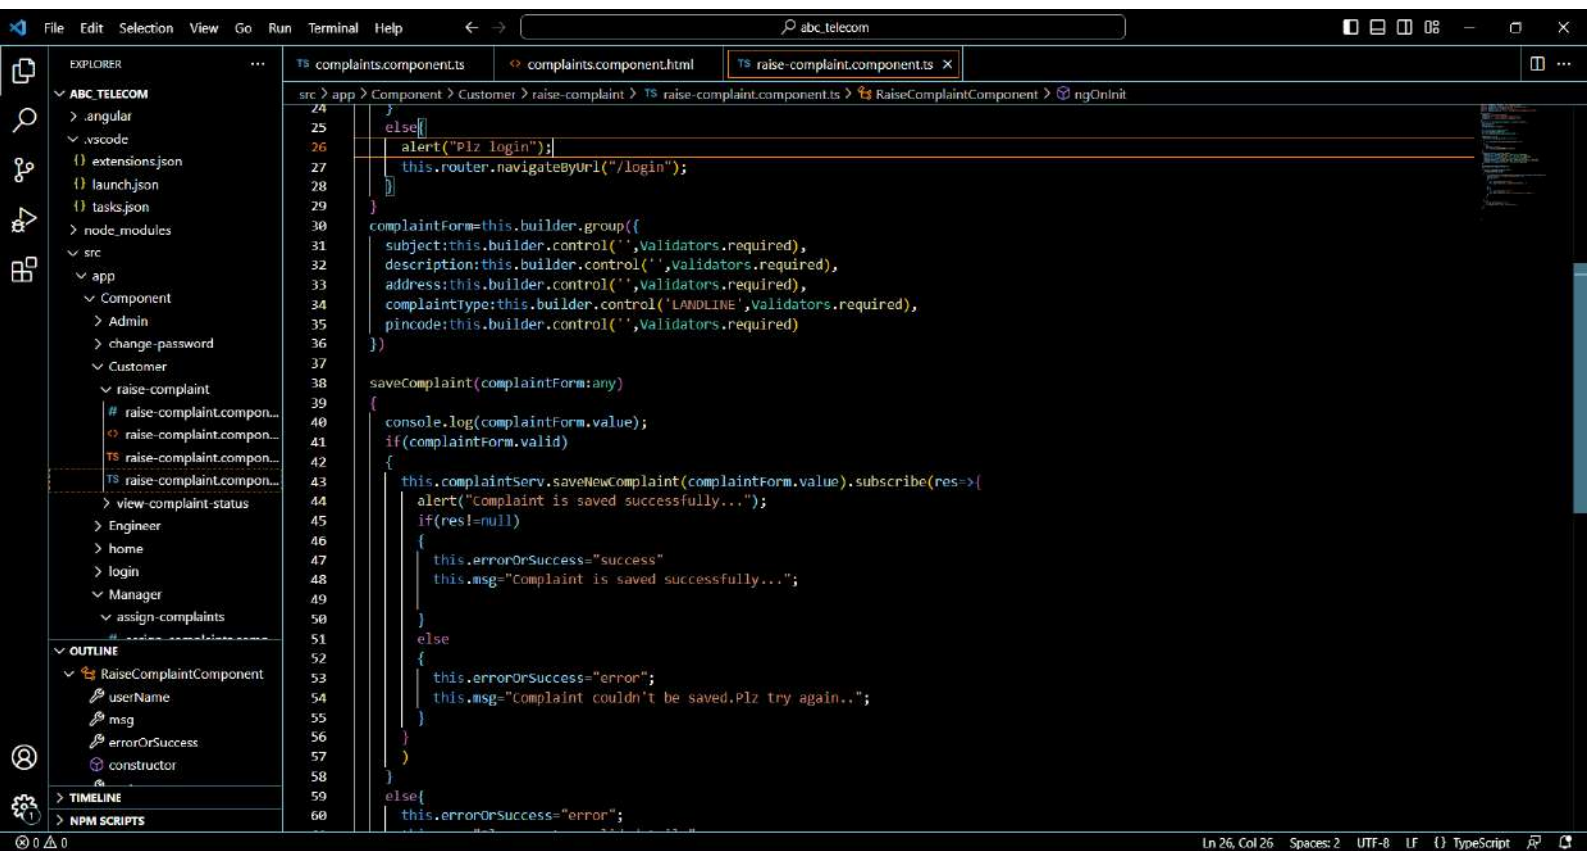 File Edit Selection View Go Run Terminal Help
abc_telecom
EXPLORER
TS complaints.component.ts
<> complaints.component.html
TS raise-complaint.component.ts
src > app > Component > Customer > raise-complaint > TS raise-complaint.component.ts > RaiseComplaintComponent > ngOnInit
ABC_TELECOM
> .angular
.vscode
{} extensions.json
{} launch.json
{} tasks.json
> node_modules
src
app
Component
> Admin
> change-password
Customer
raise-complaint
# raise-complaint.compon...
<> raise-complaint.compon...
TS raise-complaint.compon...
TS raise-complaint.compon...
> view-complaint-status
> Engineer
> home
> login
Manager
assign-complaints
OUTLINE
RaiseComplaintComponent
userName
msg
errorOrSuccess
constructor
> TIMELINE
> NPM SCRIPTS
24 }
25 else{
26 alert("Plz login");
27 this.router.navigateByUrl("/login");
28 }
29 }
30 complaintForm=this.builder.group({
31 subject:this.builder.control('',Validators.required),
32 description:this.builder.control('',Validators.required),
33 address:this.builder.control('',Validators.required),
34 complaintType:this.builder.control('LANDLINE',Validators.required),
35 pincode:this.builder.control('',Validators.required)
36 })
37
38 saveComplaint(complaintForm:any)
39 {
40 console.log(complaintForm.value);
41 if(complaintForm.valid)
42 {
43 this.complaintServ.saveNewComplaint(complaintForm.value).subscribe(res=>{
44 alert("Complaint is saved successfully...");
45 if(res!=null)
46 {
47 this.errorOrSuccess="success"
48 this.msg="Complaint is saved successfully...";
49
50 }
51 else
52 {
53 this.errorOrSuccess="error";
54 this.msg="Complaint couldn't be saved.Plz try again..";
55 }
56 }
57 )
58 }
59 else{
60 this.errorOrSuccess="error";
0 0
Ln 26, Col 26 Spaces: 2 UTF-8 LF {} TypeScript